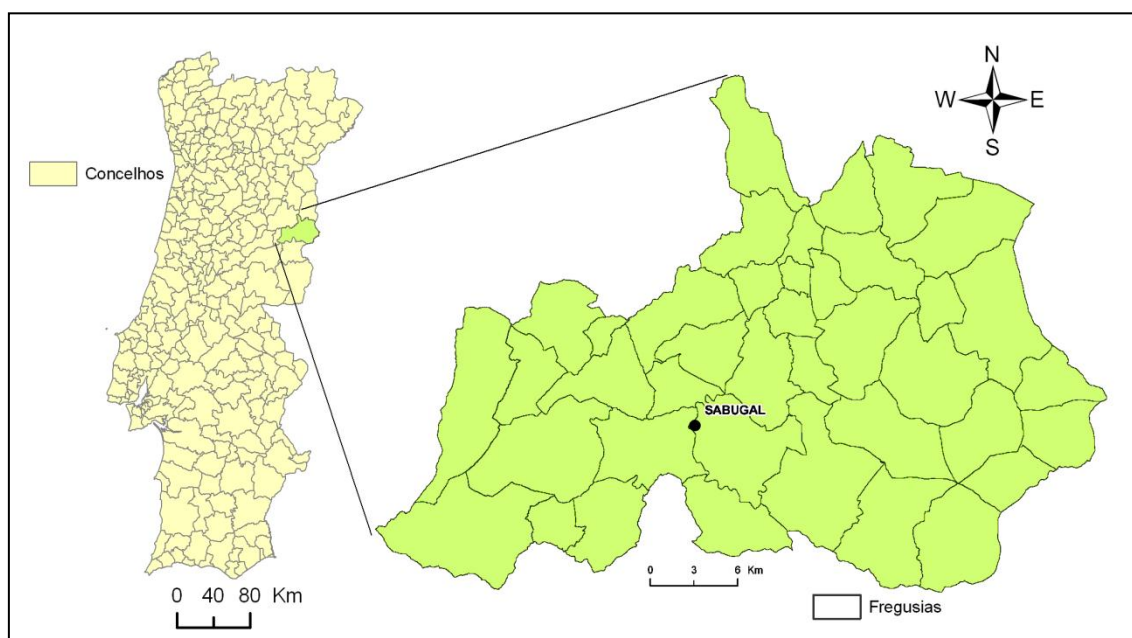 Concelhos
0 40 80 Km
N
W E
S
SABUGAL
0 3 6 Km
Fregusias